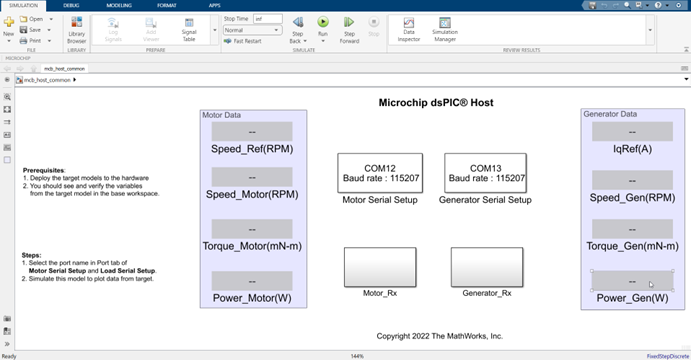 SIMULATION
DEBUG
MODELING
FORMAT
APPS
New
Open
Save
Print
FILE
Library
Browser
LIBRARY
Log
Signals
Add
Viewer
Signal
Table
PREPARE
Stop Time inf
Normal
Fast Restart
Step
Back
Run
Step
Forward
Stop
SIMULATE
Data
Inspector
Simulation
Manager
REVIEW RESULTS
MICROCHIP
mcb_host_common
mcb_host_common
Microchip dsPIC® Host
Prerequisites:
1. Deploy the target models to the hardware
2. You should see and verify the variables
from the target model in the base workspace.
Steps:
1. Select the port name in Port tab of
Motor Serial Setup and Load Serial Setup.
2. Simulate this model to plot data from target.
Motor Data
--
Speed_Ref(RPM)
--
Speed_Motor(RPM)
--
Torque_Motor(mN-m)
--
Power_Motor(W)
COM12
Baud rate : 115207
Motor Serial Setup
COM13
Baud rate : 115207
Generator Serial Setup
Motor_Rx
Generator_Rx
Generator Data
--
IqRef(A)
--
Speed_Gen(RPM)
--
Torque_Gen(mN-m)
--
Power_Gen(W)
Copyright 2022 The MathWorks, Inc.
Ready
144%
FixedStepDiscrete